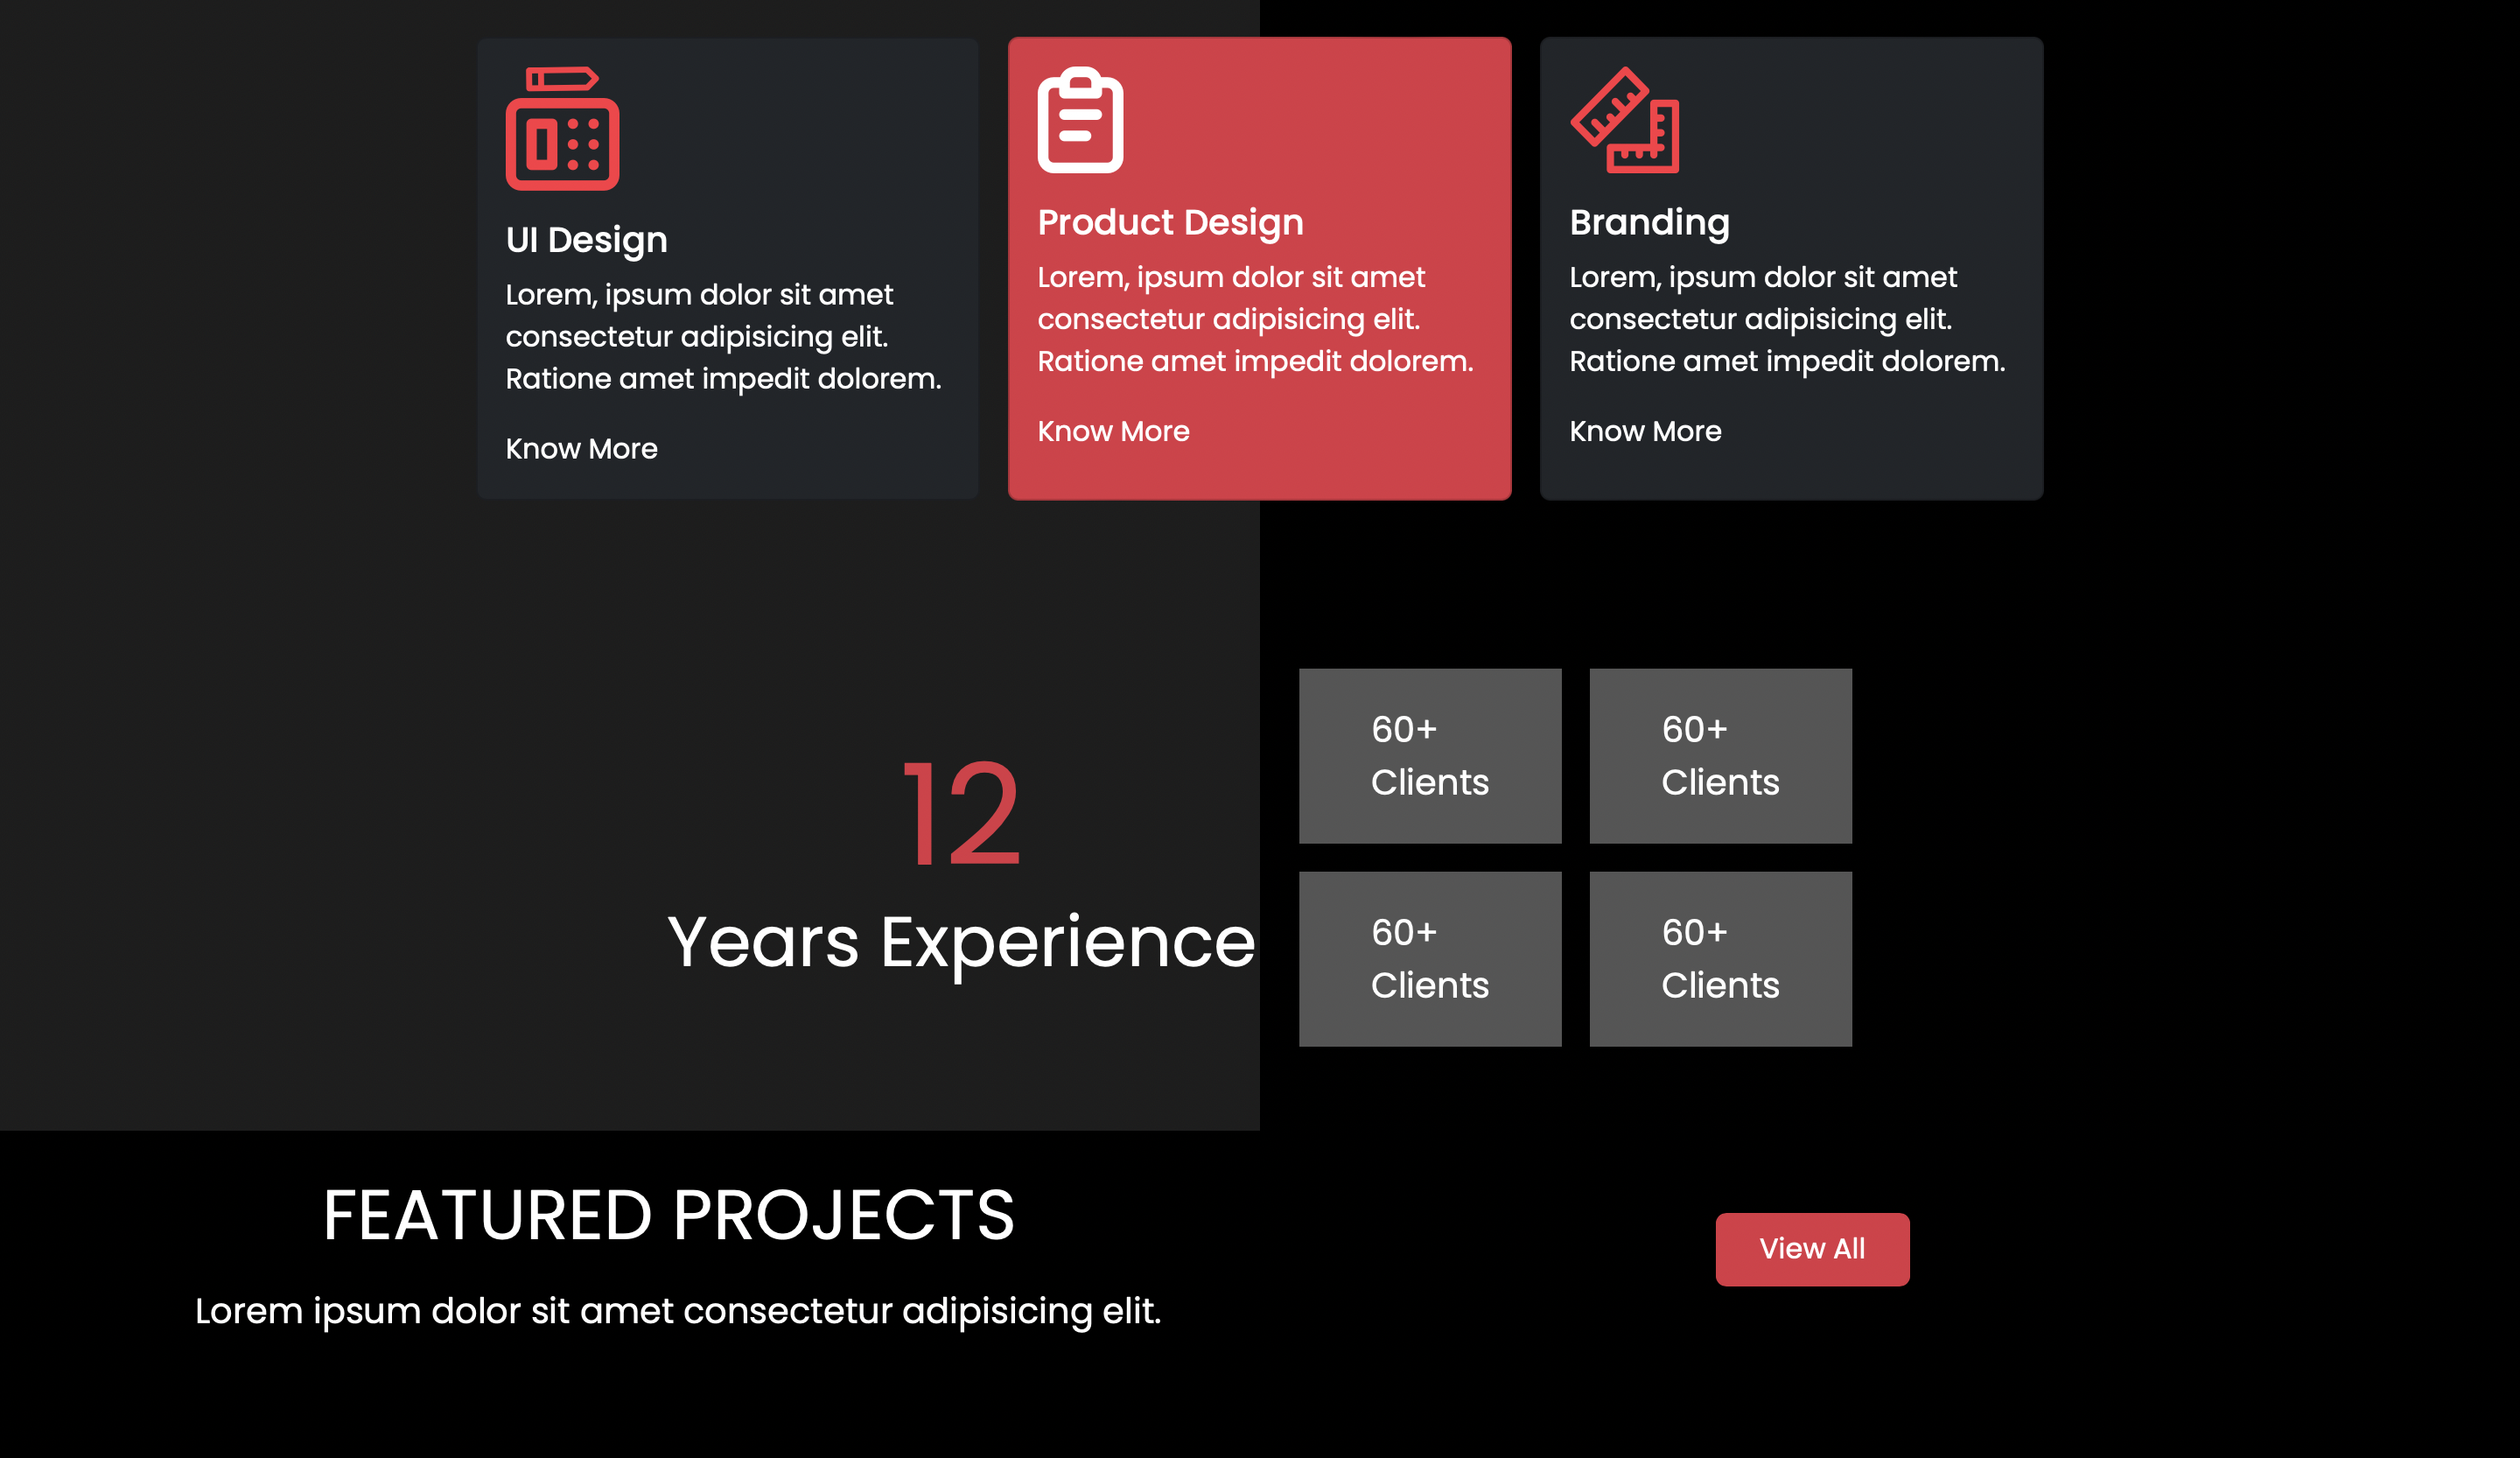 UI Design
Lorem, ipsum dolor sit amet
consectetur adipisicing elit.
Ratione amet impedit dolorem.
Know More
Product Design
Lorem, ipsum dolor sit amet
consectetur adipisicing elit.
Ratione amet impedit dolorem.
Know More
Branding
Lorem, ipsum dolor sit amet
consectetur adipisicing elit.
Ratione amet impedit dolorem.
Know More
12
Years Experience
60+
Clients
60+
Clients
60+
Clients
60+
Clients
FEATURED PROJECTS
Lorem ipsum dolor sit amet consectetur adipisicing elit.
View All